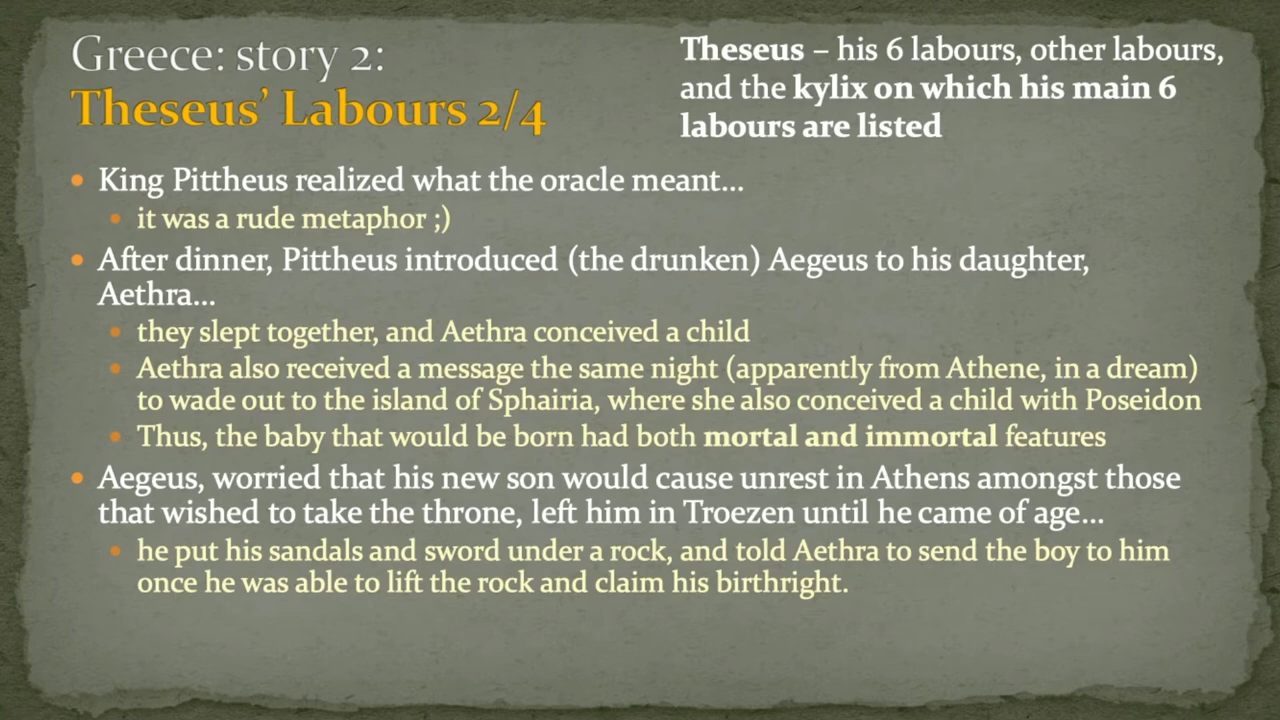 Greece: story 2:
Theseus' Labours 2/4
Theseus – his 6 labours, other labours,
and the kylix on which his main 6
labours are listed
• King Pittheus realized what the oracle meant...
• it was a rude metaphor ;)
• After dinner, Pittheus introduced (the drunken) Aegeus to his daughter,
Aethra...
• they slept together, and Aethra conceived a child
• Aethra also received a message the same night (apparently from Athene, in a dream)
to wade out to the island of Sphairia, where she also conceived a child with Poseidon
• Thus, the baby that would be born had both mortal and immortal features
• Aegeus, worried that his new son would cause unrest in Athens amongst those
that wished to take the throne, left him in Troezen until he came of age...
• he put his sandals and sword under a rock, and told Aethra to send the boy to him
once he was able to lift the rock and claim his birthright.